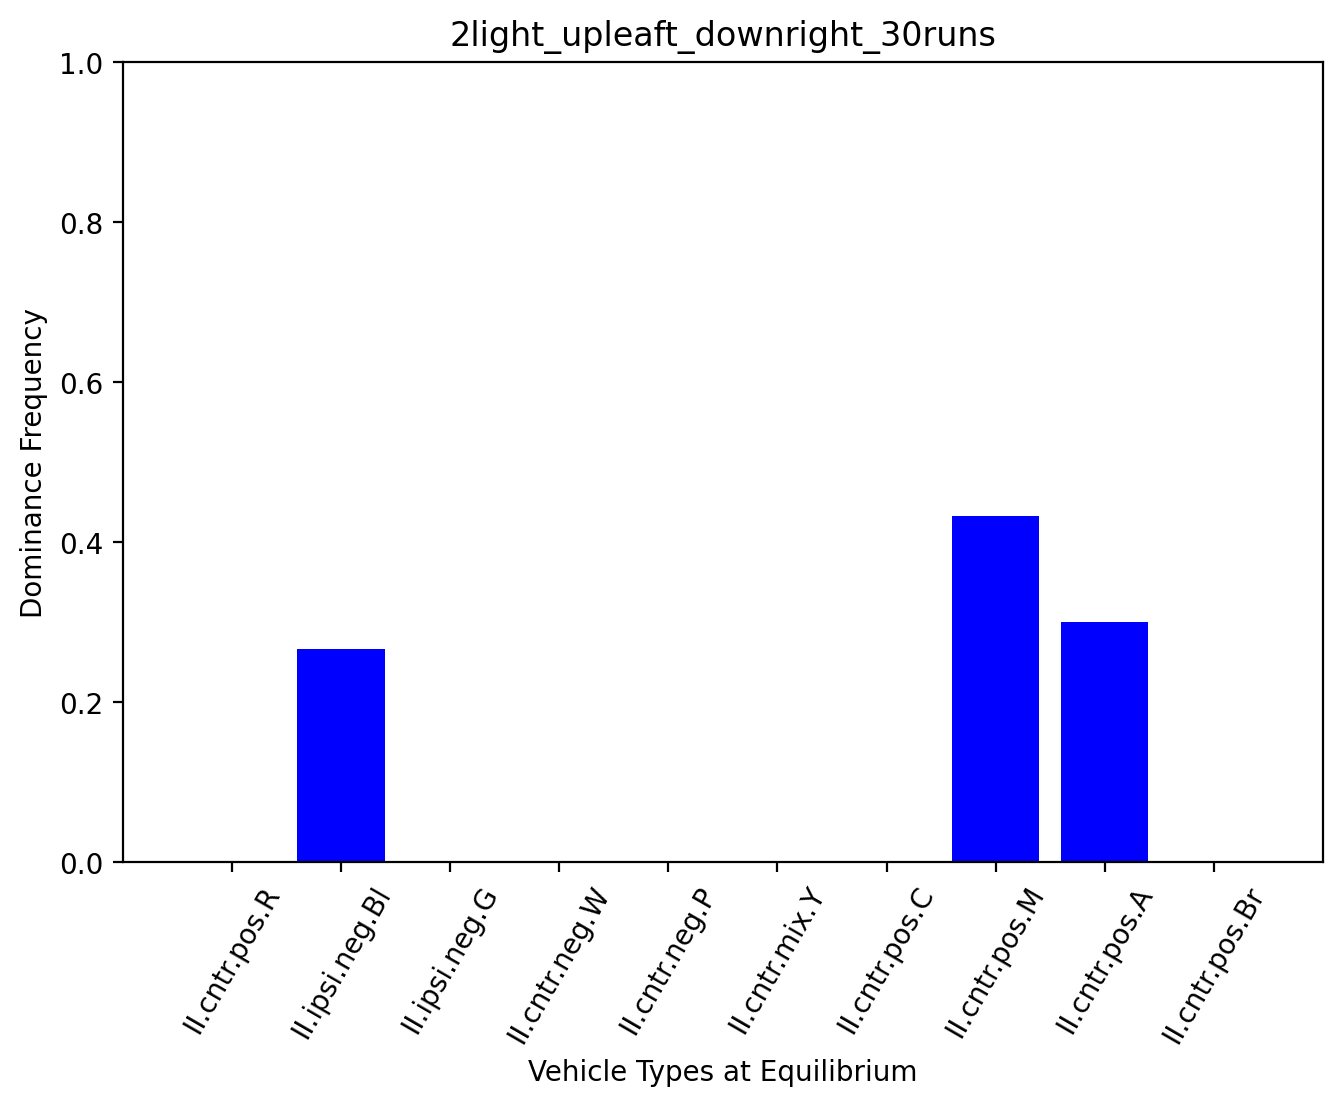 2light_upleaft_downright_30runs
1.0
0.8
0.6
0.4
0.2
0.0
Dominance Frequency
II.cntr.pos.R
II.ipsi.neg.Bl
II.ipsi.neg.G
II.cntr.neg.W
II.cntr.neg.P
II.cntr.mix.Y
II.cntr.pos.C
II.cntr.pos.M
II.cntr.pos.A
II.cntr.pos.Br
Vehicle Types at Equilibrium